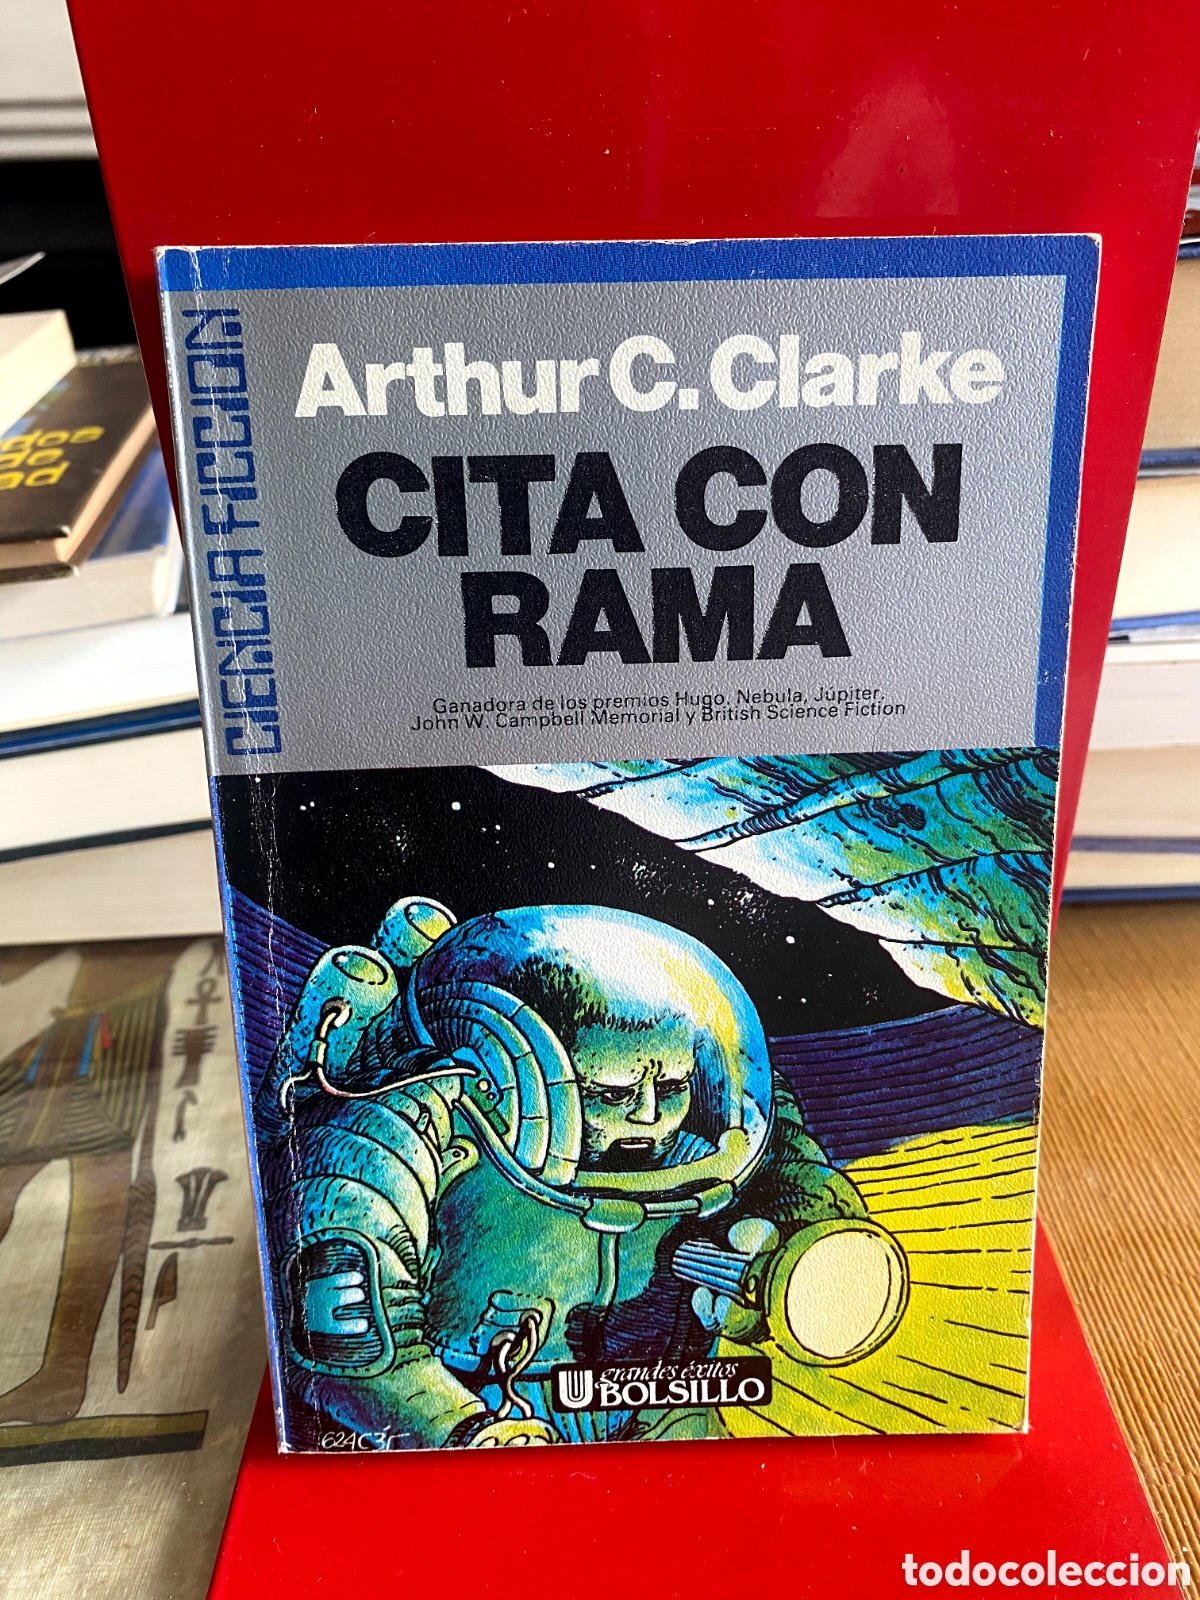 Arthur C. Clarke
CITA CON
RAMA
Ganadora de los premios Hugo, Nebula, Júpiter,
John W. Campbell Memorial y British Science Fiction
CIENCIA FICCION
grandes éxitos
BOLSILLO
todocoleccion